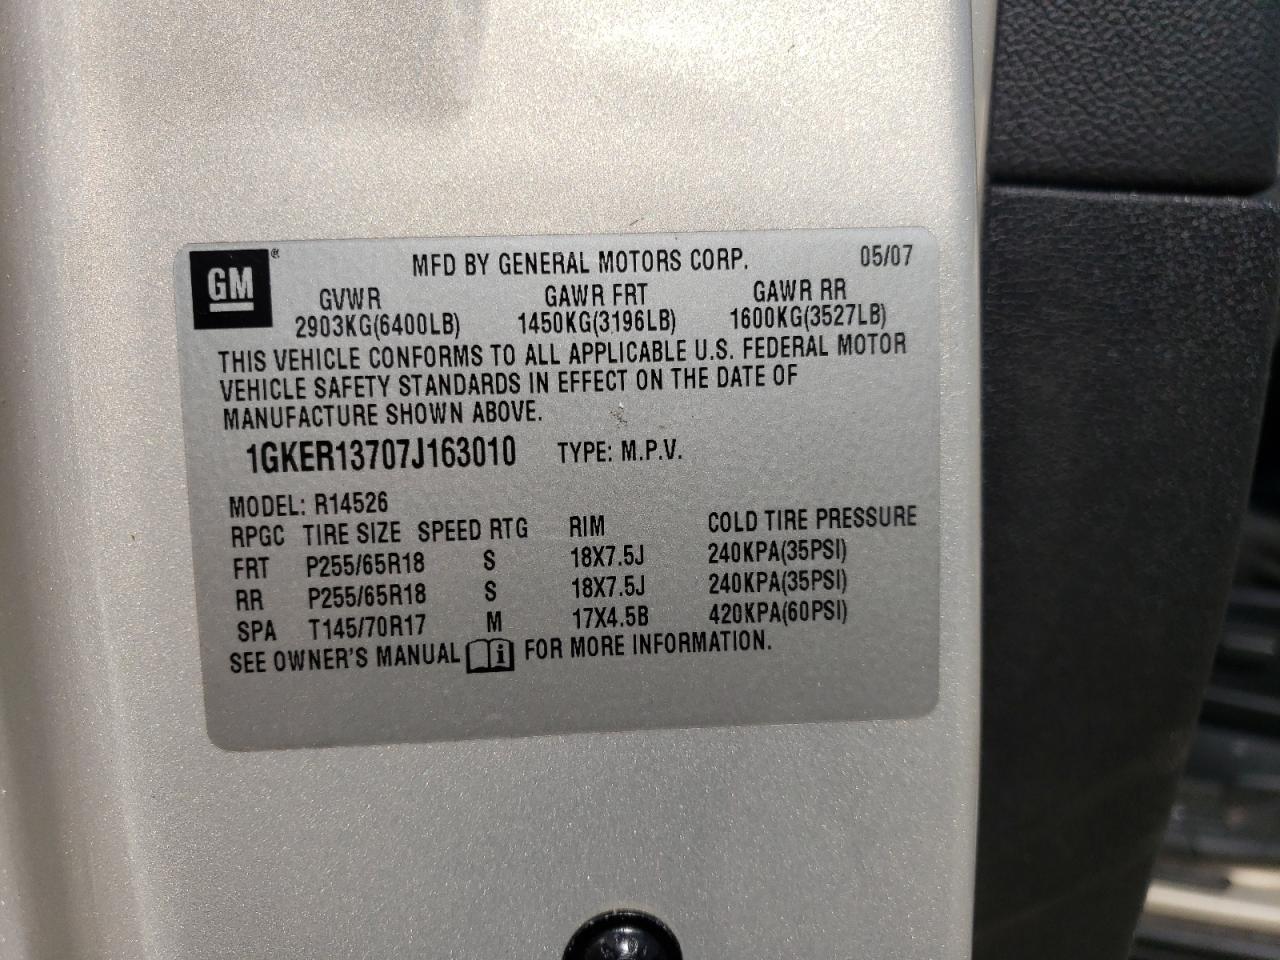 GM ® MFD BY GENERAL MOTORS CORP. 05/07
GVWR GAWR FRT GAWR RR
2903KG(6400LB) 1450KG(3196LB) 1600KG(3527LB)
THIS VEHICLE CONFORMS TO ALL APPLICABLE U.S. FEDERAL MOTOR
VEHICLE SAFETY STANDARDS IN EFFECT ON THE DATE OF
MANUFACTURE SHOWN ABOVE.
1GKER13707J163010 TYPE: M.P.V.
MODEL: R14526
RPGC TIRE SIZE SPEED RTG RIM COLD TIRE PRESSURE
FRT P255/65R18 S 18X7.5J 240KPA(35PSI)
RR P255/65R18 S 18X7.5J 240KPA(35PSI)
SPA T145/70R17 M 17X4.5B 420KPA(60PSI)
SEE OWNER'S MANUAL i FOR MORE INFORMATION.